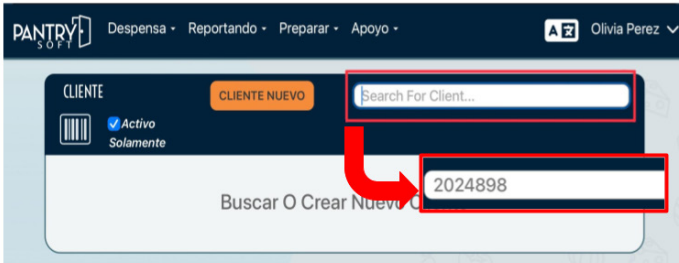 PANTRY SOFT Despensa Reportando Preparar Apoyo A Olivia Perez
CLIENTE CLIENTE NUEVO Search For Client...
Activo
Solamente
2024898
Buscar O Crear Nuevo